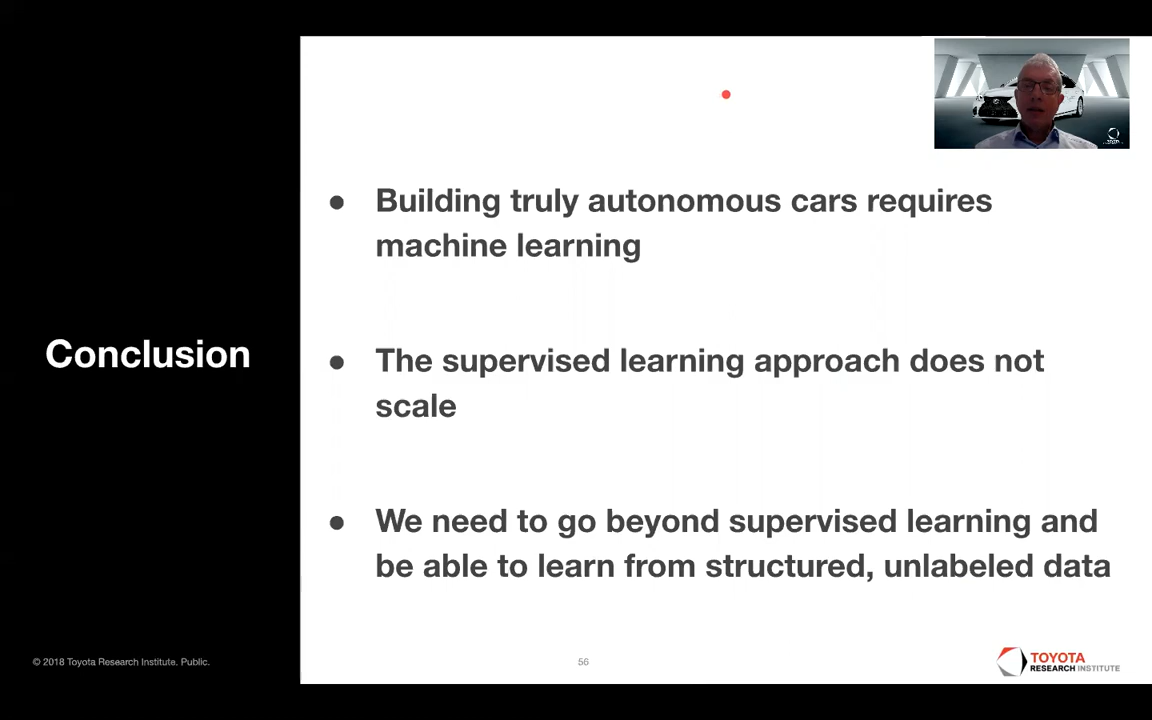 Conclusion
● Building truly autonomous cars requires
machine learning
● The supervised learning approach does not
scale
● We need to go beyond supervised learning and
be able to learn from structured, unlabeled data
© 2018 Toyota Research Institute. Public.
56
TOYOTA
RESEARCH INSTITUTE